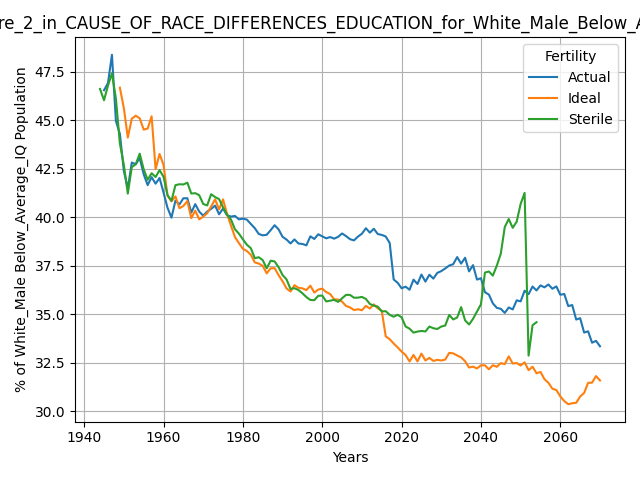 re_2_in_CAUSE_OF_RACE_DIFFERENCES_EDUCATION_for_White_Male_Below_A
% of White_Male Below_Average_IQ Population
47.5
45.0
42.5
40.0
37.5
35.0
32.5
30.0
Fertility
Actual
Ideal
Sterile
1940
1960
1980
2000
2020
2040
2060
Years